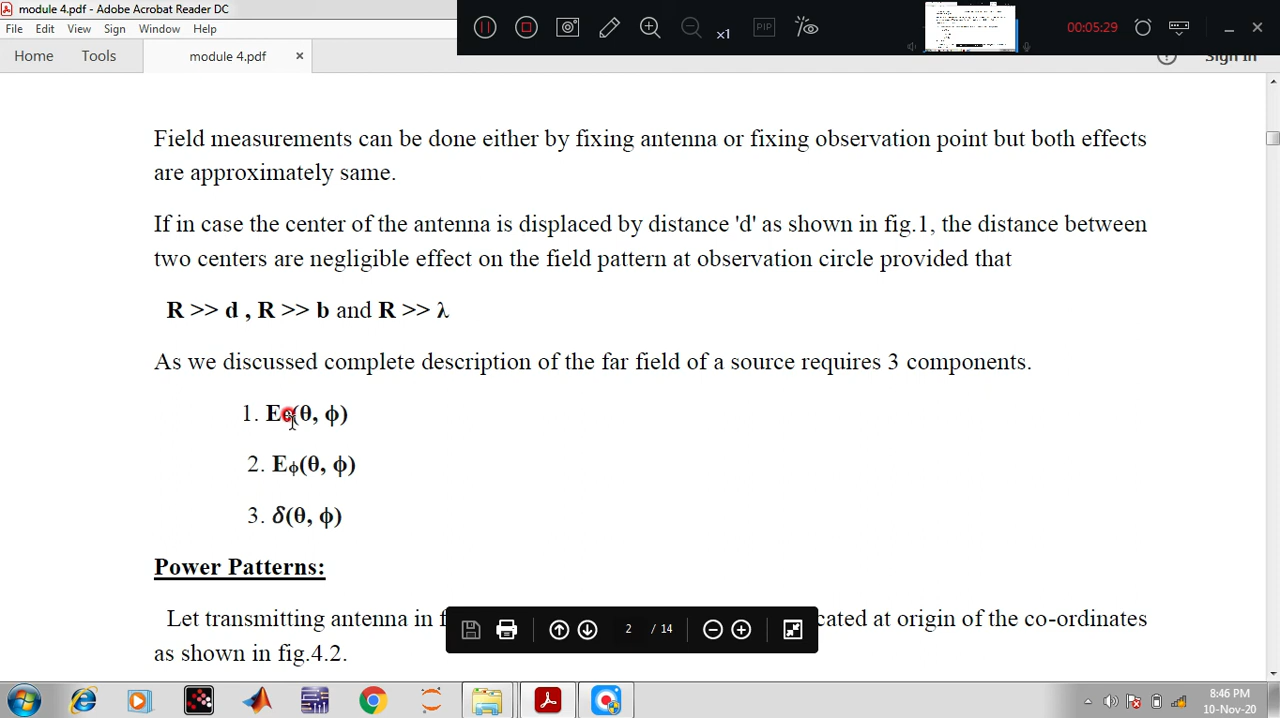 module 4.pdf - Adobe Acrobat Reader DC
File Edit View Sign Window Help
x1 PIP 00:05:29
Home Tools module 4.pdf × Sign In
Field measurements can be done either by fixing antenna or fixing observation point but both effects
are approximately same.
If in case the center of the antenna is displaced by distance 'd' as shown in fig.1, the distance between
two centers are negligible effect on the field pattern at observation circle provided that
R >> d , R >> b and R >> λ
As we discussed complete description of the far field of a source requires 3 components.
1. Eθ(θ, ϕ)
2. Eϕ(θ, ϕ)
3. δ(θ, ϕ)
Power Patterns:
Let transmitting antenna in f cated at origin of the co-ordinates
as shown in fig.4.2.
2 / 14
8:46 PM
10-Nov-20